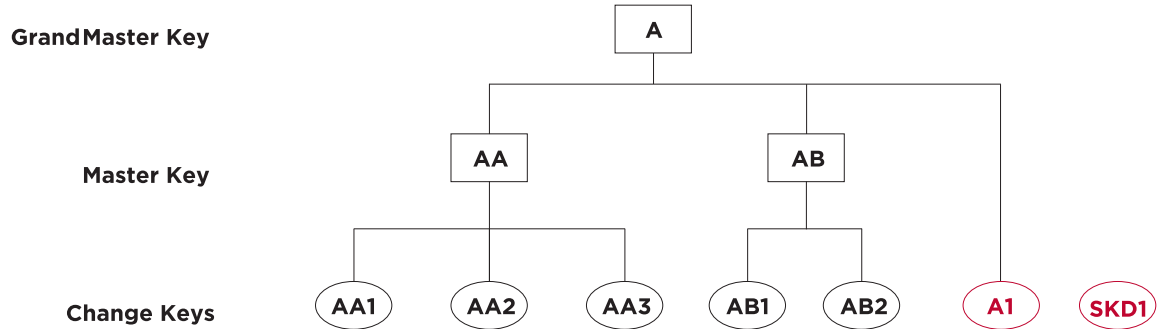 GrandMaster Key
A
Master Key
AA
AB
Change Keys
AA1
AA2
AA3
AB1
AB2
A1
SKD1